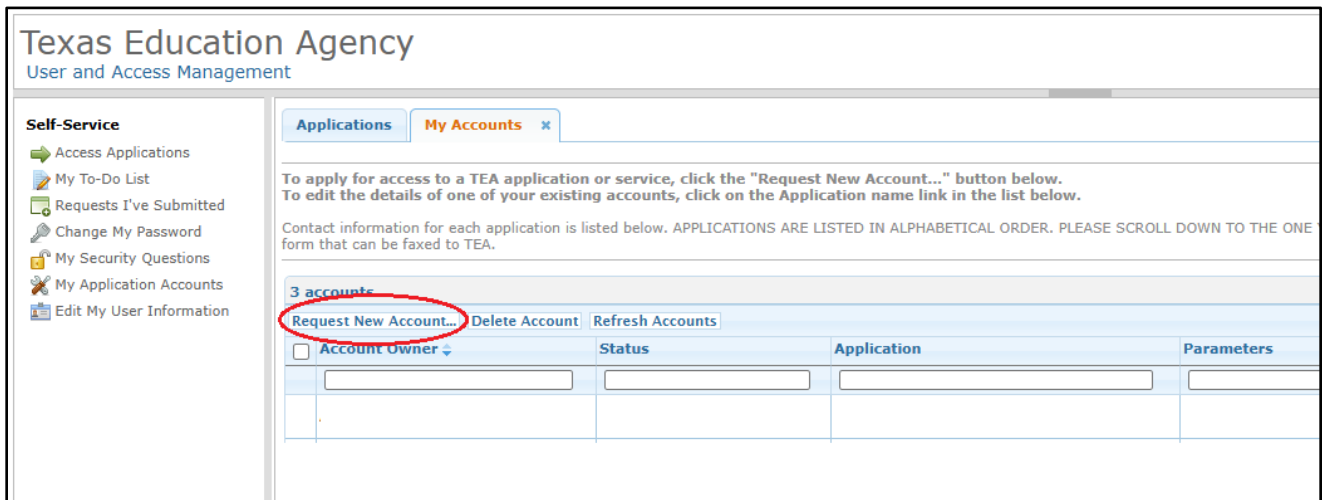 Texas Education Agency
User and Access Management
Self-Service
Access Applications
My To-Do List
Requests I've Submitted
Change My Password
My Security Questions
My Application Accounts
Edit My User Information
Applications
My Accounts
To apply for access to a TEA application or service, click the "Request New Account..." button below.
To edit the details of one of your existing accounts, click on the Application name link in the list below.
Contact information for each application is listed below. APPLICATIONS ARE LISTED IN ALPHABETICAL ORDER. PLEASE SCROLL DOWN TO THE ONE
form that can be faxed to TEA.
3 accounts
Request New Account... Delete Account Refresh Accounts
Account Owner Status Application Parameters